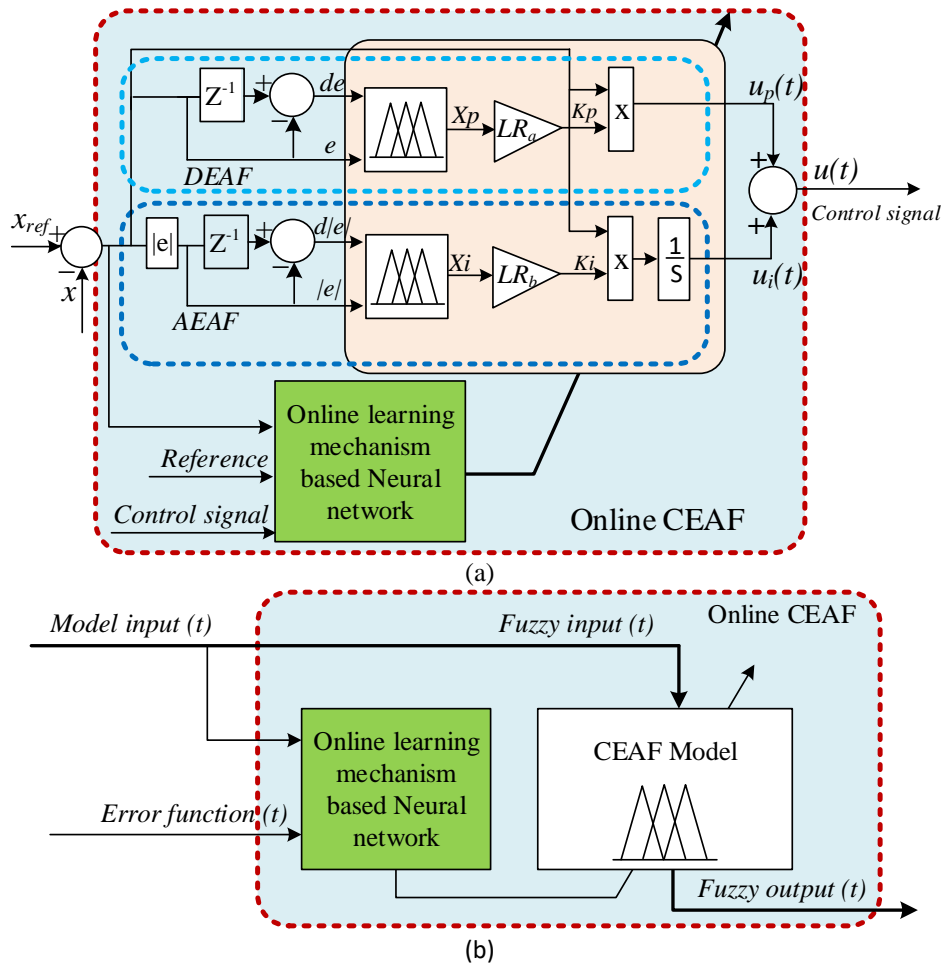 Z⁻¹
+
−
de
e
DEAF
Xp
LRₐ
Kp
x
uₚ(t)
+
+
u(t)
Control signal
x_ref
+
−
x
|e|
Z⁻¹
+
−
d|e|
|e|
AEAF
Xi
LR_b
Ki
x
1
S
uᵢ(t)
Online learning
mechanism
based Neural
network
Reference
Control signal
Online CEAF
(a)
Model input (t)
Fuzzy input (t)
Online CEAF
Online learning
mechanism
based Neural
network
CEAF Model
Error function (t)
Fuzzy output (t)
(b)